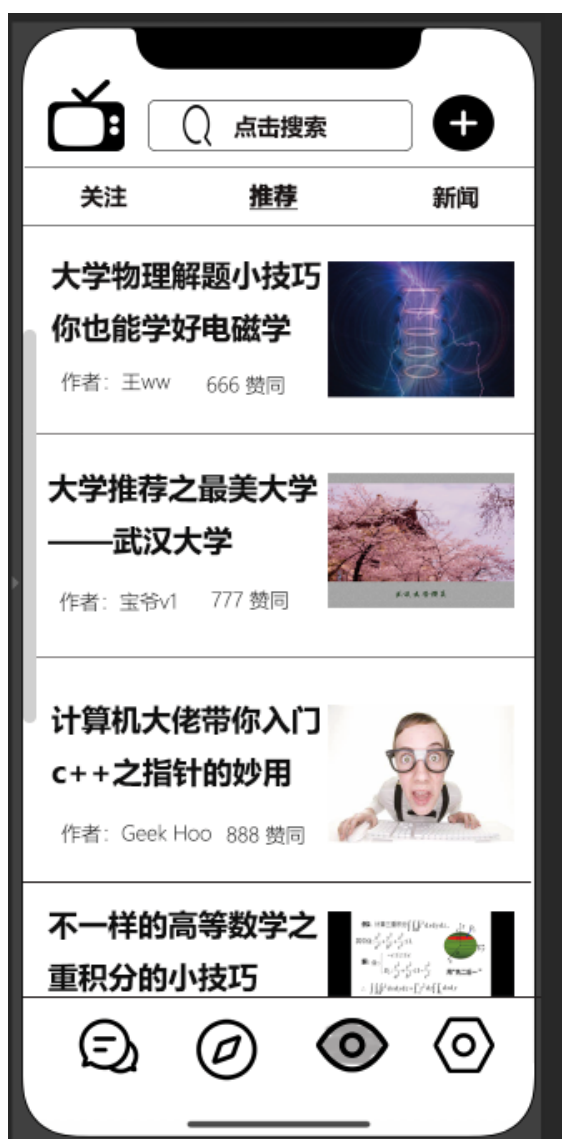 点击搜索
关注 推荐 新闻
大学物理解题小技巧
你也能学好电磁学
作者：王ww 666 赞同
大学推荐之最美大学
——武汉大学
作者：宝爷v1 777 赞同
计算机大佬带你入门
c++之指针的妙用
作者：Geek Hoo 888 赞同
不一样的高等数学之
重积分的小技巧